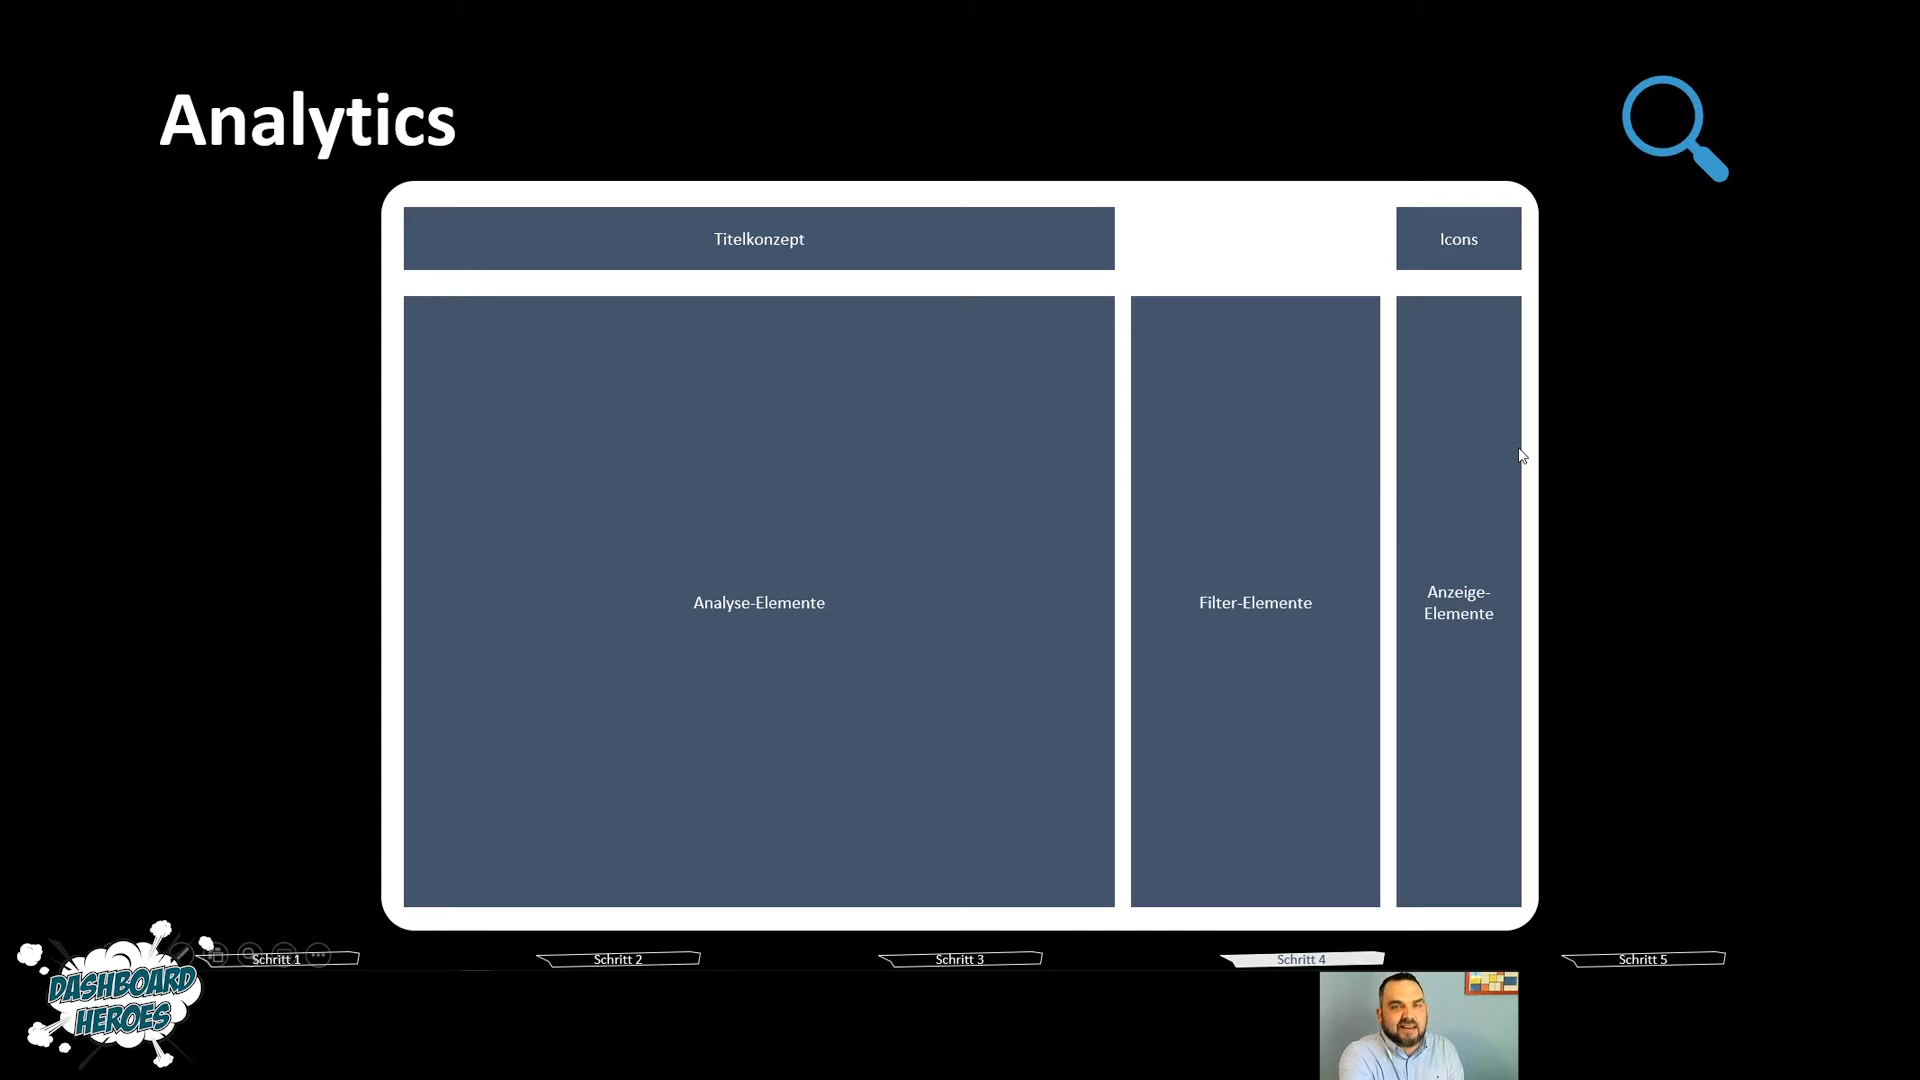 Analytics
Titelkonzept
Icons
Analyse-Elemente
Filter-Elemente
Anzeige-
Elemente
Schritt 1
Schritt 2
Schritt 3
Schritt 4
Schritt 5
DASHBOARD
HEROES